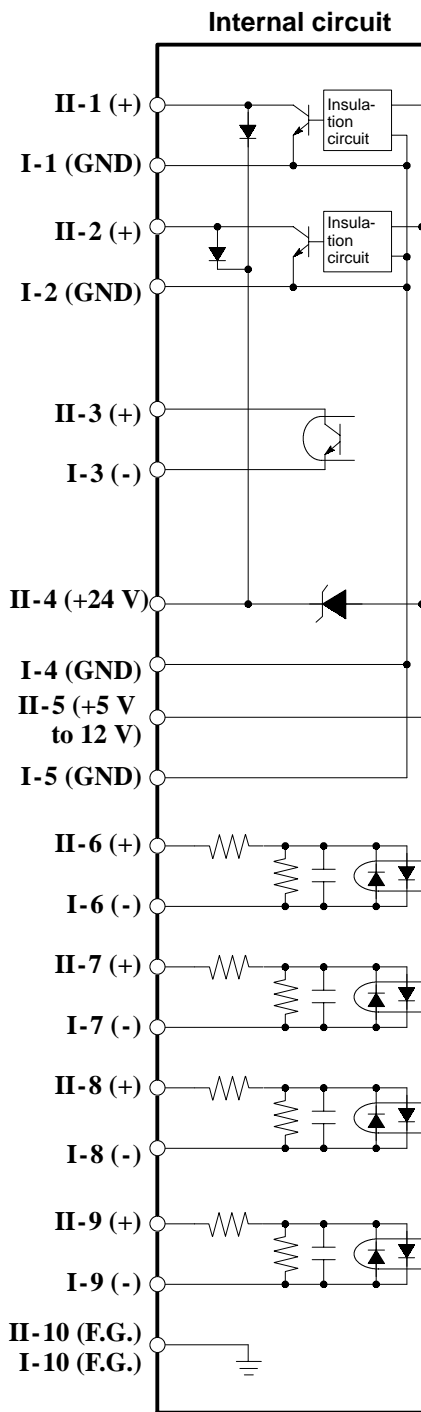 Internal circuit
II-1 (+)
Insula-
tion
circuit
I-1 (GND)
II-2 (+)
Insula-
tion
circuit
I-2 (GND)
II-3 (+)
I-3 (-)
II-4 (+24 V)
I-4 (GND)
II-5 (+5 V
to 12 V)
I-5 (GND)
II-6 (+)
I-6 (-)
II-7 (+)
I-7 (-)
II-8 (+)
I-8 (-)
II-9 (+)
I-9 (-)
II-10 (F.G.)
I-10 (F.G.)